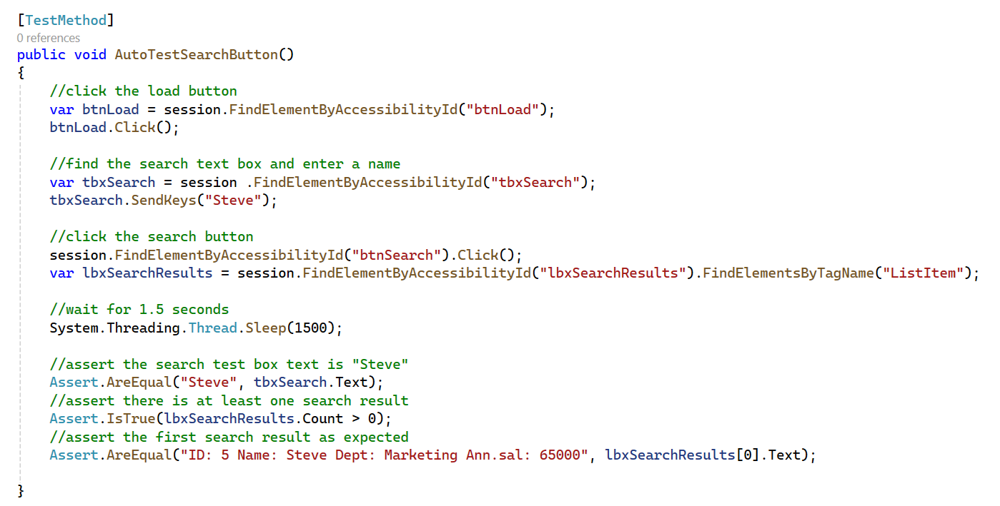 [TestMethod]
0 references
public void AutoTestSearchButton()
{
//click the load button
var btnLoad = session.FindElementByAccessibilityId("btnLoad");
btnLoad.Click();
//find the search text box and enter a name
var tbxSearch = session .FindElementByAccessibilityId("tbxSearch");
tbxSearch.SendKeys("Steve");
//click the search button
session.FindElementByAccessibilityId("btnSearch").Click();
var lbxSearchResults = session.FindElementByAccessibilityId("lbxSearchResults").FindElementsByTagName("ListItem");
//wait for 1.5 seconds
System.Threading.Thread.Sleep(1500);
//assert the search test box text is "Steve"
Assert.AreEqual("Steve", tbxSearch.Text);
//assert there is at least one search result
Assert.IsTrue(lbxSearchResults.Count > 0);
//assert the first search result as expected
Assert.AreEqual("ID: 5 Name: Steve Dept: Marketing Ann.sal: 65000", lbxSearchResults[0].Text);
}